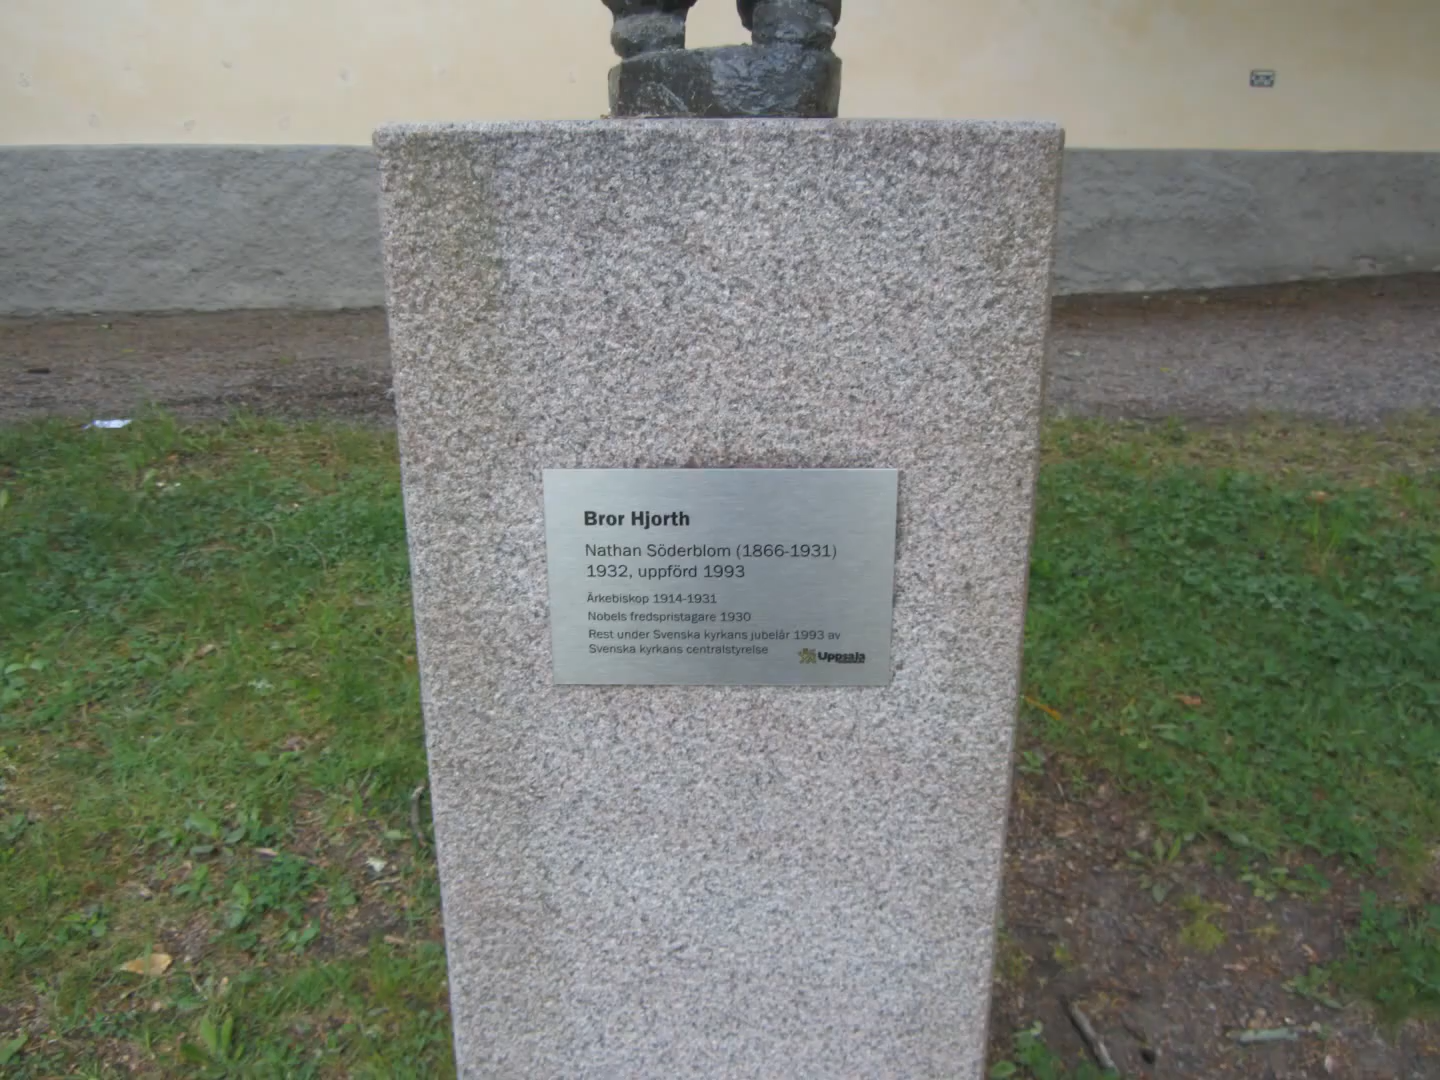 Bror Hjorth
Nathan Söderblom (1866-1931)
1932, uppförd 1993
Ärkebiskop 1914-1931
Nobels fredspristagare 1930
Rest under Svenska kyrkans jubelår 1993 av
Svenska kyrkans centralstyrelse
Uppsala